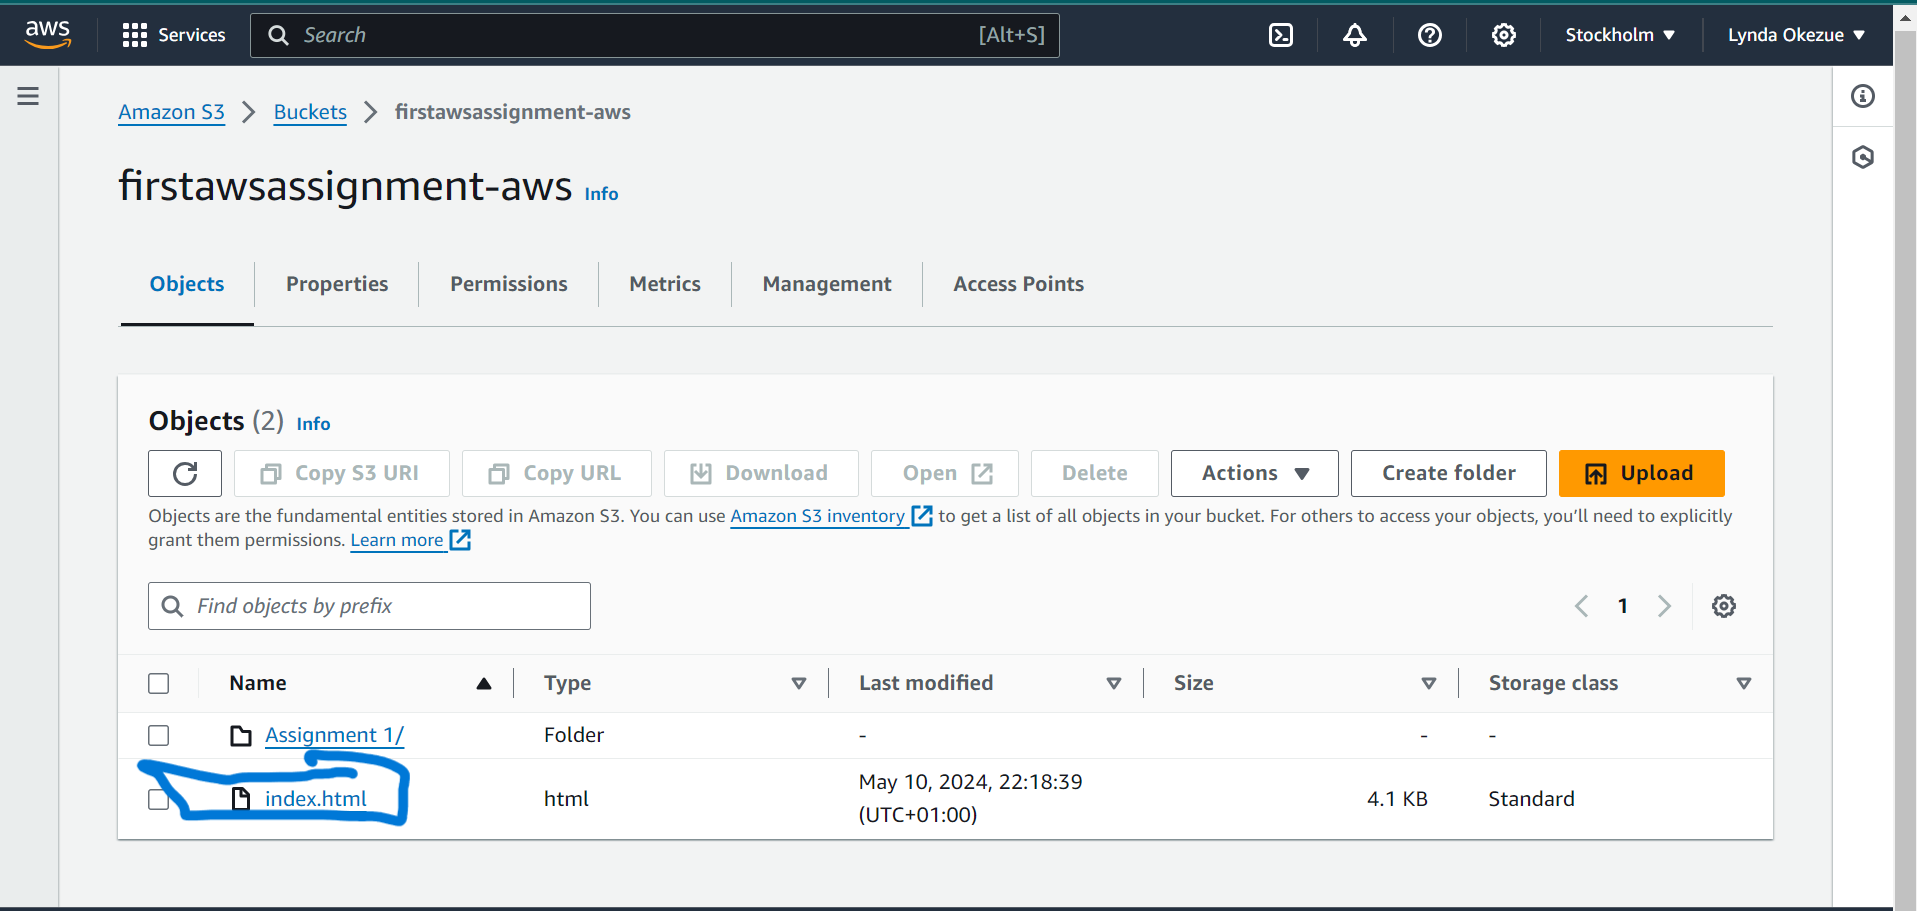 aws Services Search [Alt+S] Stockholm Lynda Okezue
Amazon S3 Buckets firstawsassignment-aws
firstawsassignment-aws Info
Objects Properties Permissions Metrics Management Access Points
Objects (2) Info
Copy S3 URI Copy URL Download Open Delete Actions Create folder Upload
Objects are the fundamental entities stored in Amazon S3. You can use Amazon S3 inventory to get a list of all objects in your bucket. For others to access your objects, you’ll need to explicitly
grant them permissions. Learn more
Find objects by prefix 1
Name Type Last modified Size Storage class
Assignment 1/ Folder - - -
index.html html May 10, 2024, 22:18:39 (UTC+01:00) 4.1 KB Standard